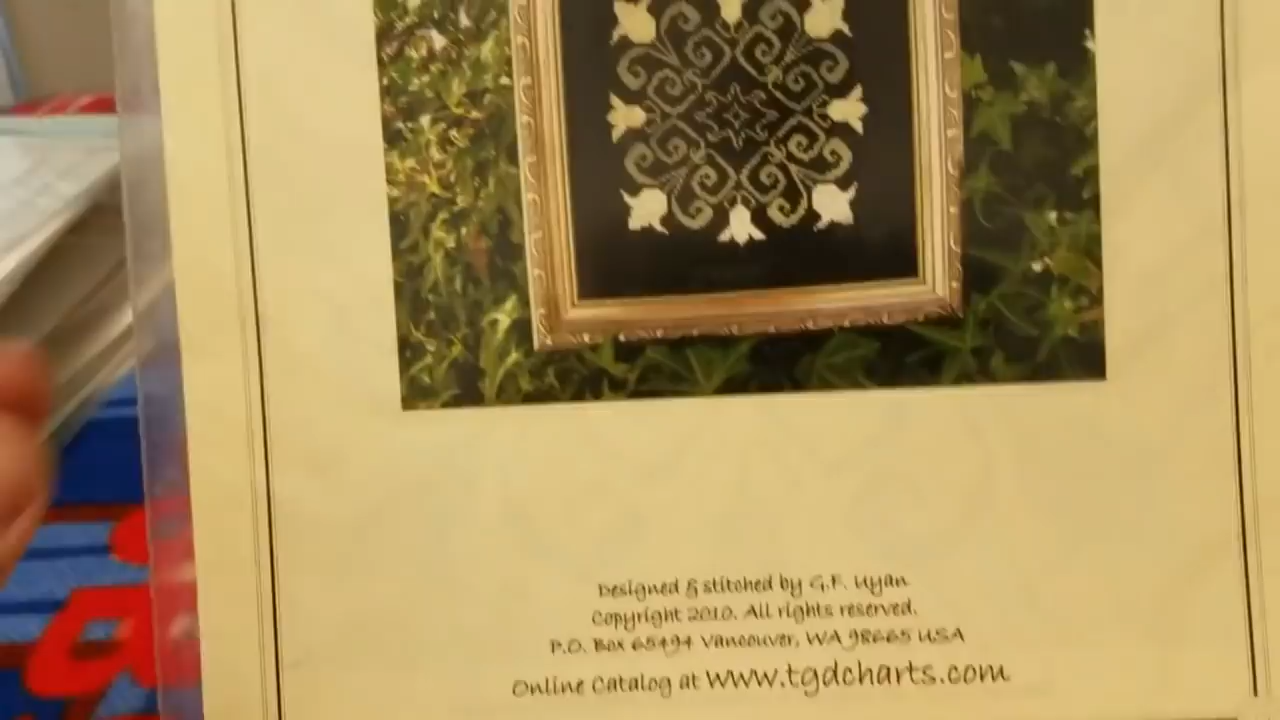 Designed & stitched by G.F. Uyan
Copyright 2010. All rights reserved.
P.O. Box 65494 Vancouver, WA 98665 USA
Online Catalog at www.tgdcharts.com